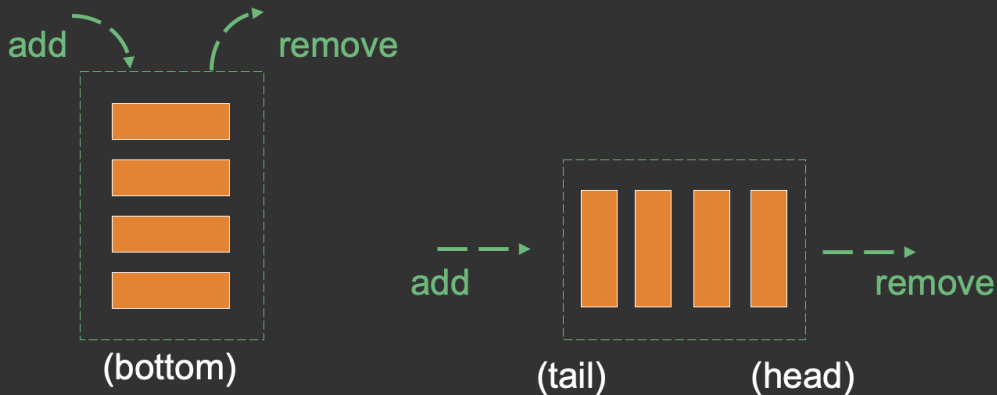 add
remove
(bottom)
add
remove
(tail)
(head)